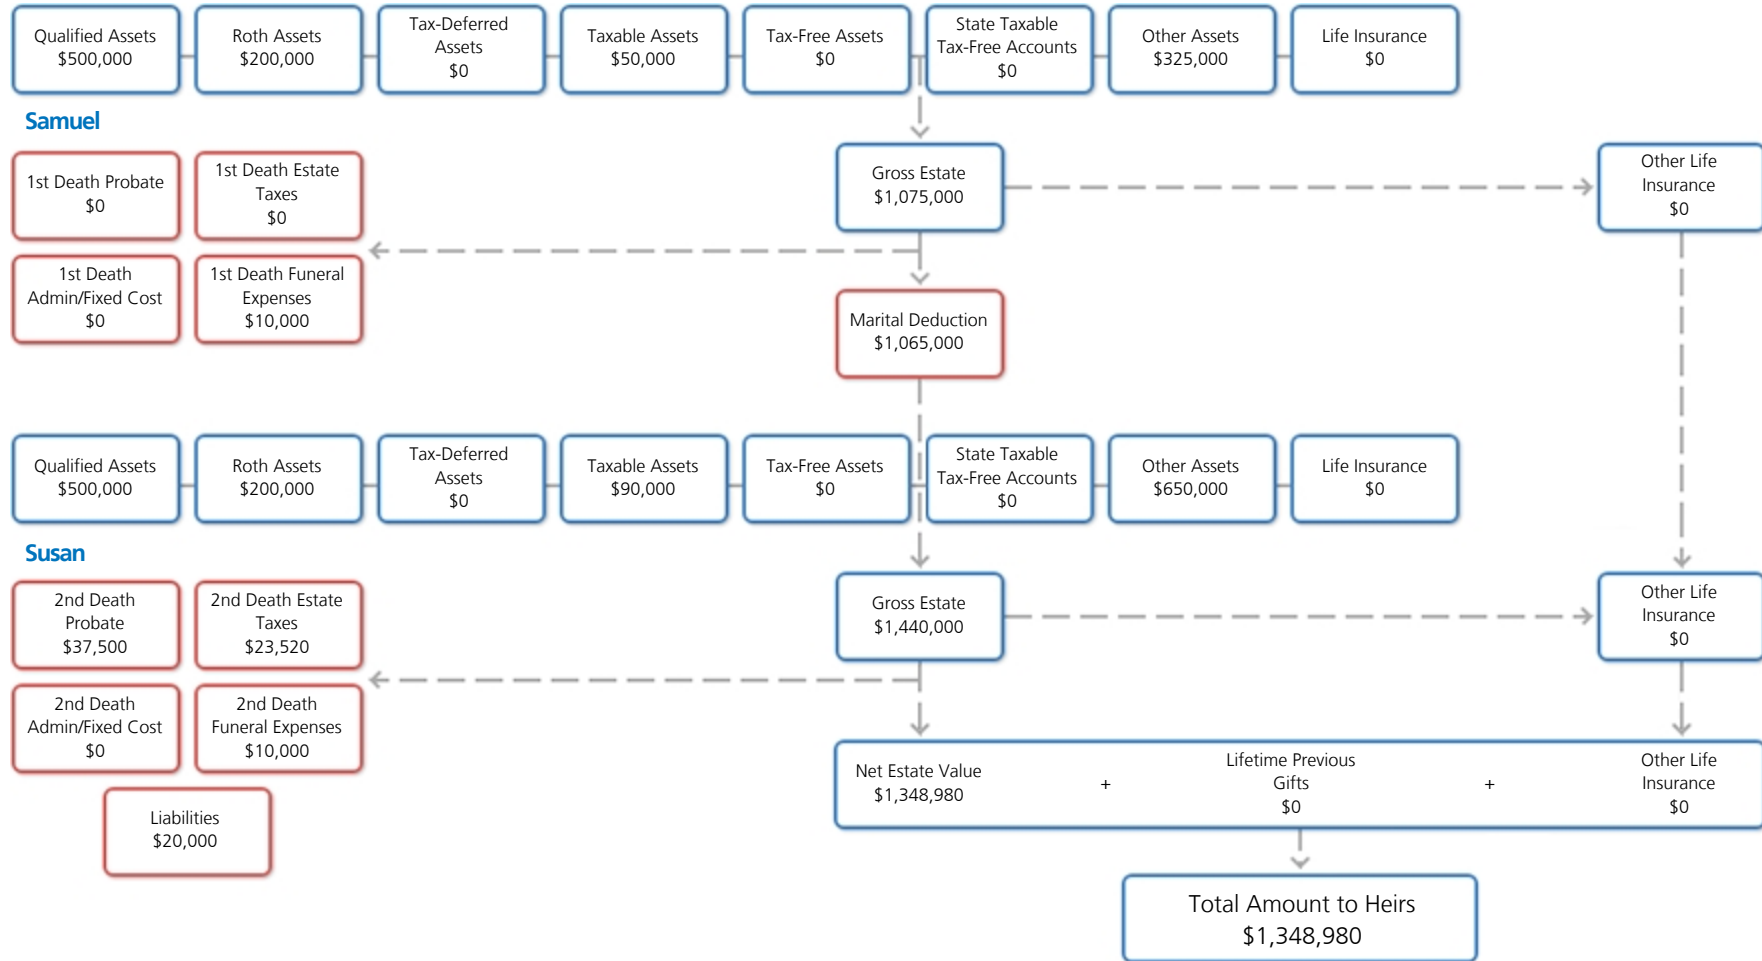 Qualified Assets
$500,000
Roth Assets
$200,000
Tax-Deferred
Assets
$0
Taxable Assets
$50,000
Tax-Free Assets
$0
State Taxable
Tax-Free Accounts
$0
Other Assets
$325,000
Life Insurance
$0
Samuel
1st Death Probate
$0
1st Death Estate
Taxes
$0
1st Death
Admin/Fixed Cost
$0
1st Death Funeral
Expenses
$10,000
Gross Estate
$1,075,000
Other Life
Insurance
$0
Marital Deduction
$1,065,000
Qualified Assets
$500,000
Roth Assets
$200,000
Tax-Deferred
Assets
$0
Taxable Assets
$90,000
Tax-Free Assets
$0
State Taxable
Tax-Free Accounts
$0
Other Assets
$650,000
Life Insurance
$0
Susan
2nd Death
Probate
$37,500
2nd Death Estate
Taxes
$23,520
2nd Death
Admin/Fixed Cost
$0
2nd Death
Funeral Expenses
$10,000
Liabilities
$20,000
Gross Estate
$1,440,000
Other Life
Insurance
$0
Net Estate Value
$1,348,980
+
Lifetime Previous
Gifts
$0
+
Other Life
Insurance
$0
Total Amount to Heirs
$1,348,980